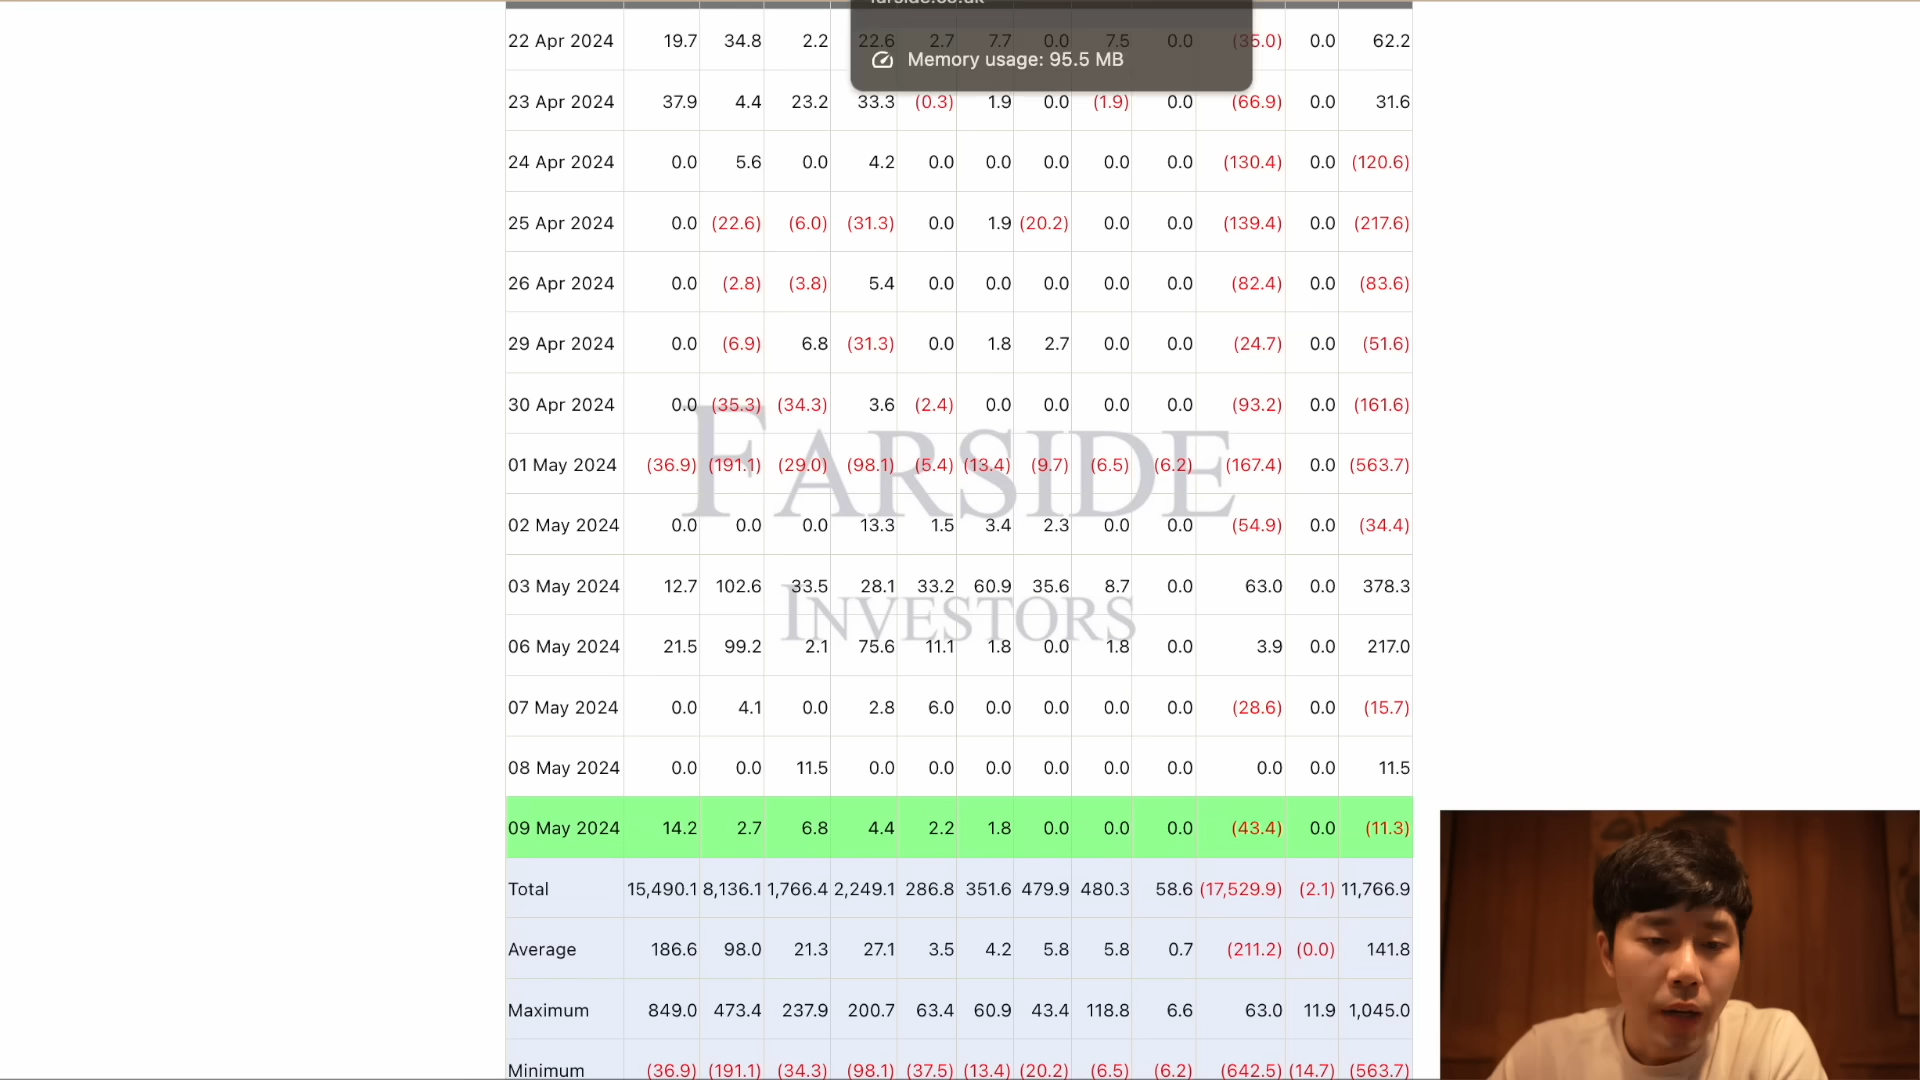 farside.co.uk
Memory usage: 95.5 MB
22 Apr 2024 19.7 34.8 2.2 22.6 2.7 7.7 0.0 7.5 0.0 (35.0) 0.0 62.2
23 Apr 2024 37.9 4.4 23.2 33.3 (0.3) 1.9 0.0 (1.9) 0.0 (66.9) 0.0 31.6
24 Apr 2024 0.0 5.6 0.0 4.2 0.0 0.0 0.0 0.0 0.0 (130.4) 0.0 (120.6)
25 Apr 2024 0.0 (22.6) (6.0) (31.3) 0.0 1.9 (20.2) 0.0 0.0 (139.4) 0.0 (217.6)
26 Apr 2024 0.0 (2.8) (3.8) 5.4 0.0 0.0 0.0 0.0 0.0 (82.4) 0.0 (83.6)
29 Apr 2024 0.0 (6.9) 6.8 (31.3) 0.0 1.8 2.7 0.0 0.0 (24.7) 0.0 (51.6)
30 Apr 2024 0.0 (35.3) (34.3) 3.6 (2.4) 0.0 0.0 0.0 0.0 (93.2) 0.0 (161.6)
01 May 2024 (36.9) (191.1) (29.0) (98.1) (5.4) (13.4) (9.7) (6.5) (6.2) (167.4) 0.0 (563.7)
FARSIDE
02 May 2024 0.0 0.0 0.0 13.3 1.5 3.4 2.3 0.0 0.0 (54.9) 0.0 (34.4)
03 May 2024 12.7 102.6 33.5 28.1 33.2 60.9 35.6 8.7 0.0 63.0 0.0 378.3
INVESTORS
06 May 2024 21.5 99.2 2.1 75.6 11.1 1.8 0.0 1.8 0.0 3.9 0.0 217.0
07 May 2024 0.0 4.1 0.0 2.8 6.0 0.0 0.0 0.0 0.0 (28.6) 0.0 (15.7)
08 May 2024 0.0 0.0 11.5 0.0 0.0 0.0 0.0 0.0 0.0 0.0 0.0 11.5
09 May 2024 14.2 2.7 6.8 4.4 2.2 1.8 0.0 0.0 0.0 (43.4) 0.0 (11.3)
Total 15,490.1 8,136.1 1,766.4 2,249.1 286.8 351.6 479.9 480.3 58.6 (17,529.9) (2.1) 11,766.9
Average 186.6 98.0 21.3 27.1 3.5 4.2 5.8 5.8 0.7 (211.2) (0.0) 141.8
Maximum 849.0 473.4 237.9 200.7 63.4 60.9 43.4 118.8 6.6 63.0 11.9 1,045.0
Minimum (36.9) (191.1) (34.3) (98.1) (37.5) (13.4) (20.2) (6.5) (6.2) (642.5) (14.7) (563.7)